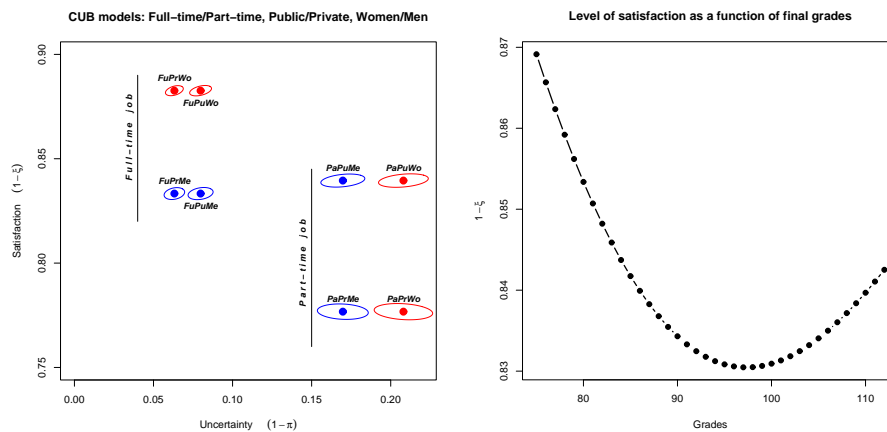 CUB models: Full−time/Part−time, Public/Private, Women/Men
0.90
0.85
0.80
0.75
Satisfaction (1−ξ)
FuPrWo
FuPuWo
Full−time job
FuPrMe
FuPuMe
PaPuMe
PaPuWo
Part−time job
PaPrMe
PaPrWo
0.00
0.05
0.10
0.15
0.20
Uncertainty (1−π)
Level of satisfaction as a function of final grades
0.87
0.86
0.85
0.84
0.83
1−ξ
80
90
100
110
Grades